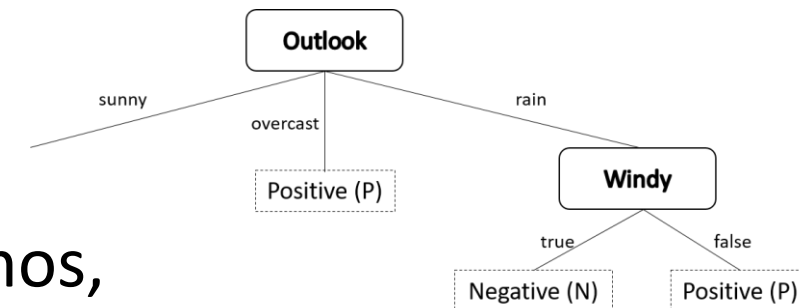 Outlook
sunny
rain
overcast
Positive (P)
Windy
true
false
Negative (N)
Positive (P)